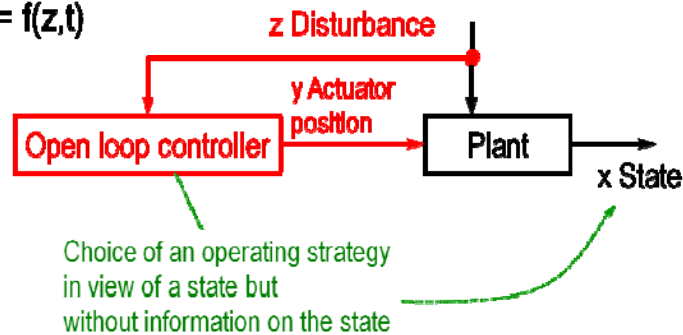 = f(z,t)
z Disturbance
y Actuator
position
Open loop controller
Plant
x State
Choice of an operating strategy
in view of a state but
without information on the state